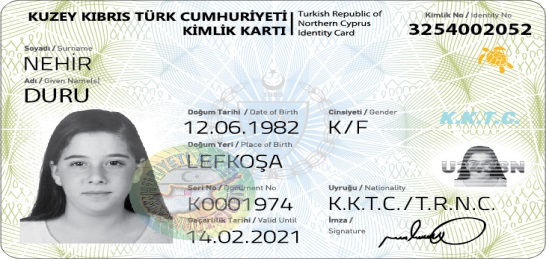 KUZEY KIBRIS TÜRK CUMHURİYETİ
KİMLİK KARTI
Turkish Republic of
Northern Cyprus
Identity Card
Kimlik No / Identity No
3254002052
Soyadı / Surname
NEHİR
Adı / Given Name(s)
DURU
Doğum Tarihi / Date of Birth
12.06.1982
Cinsiyeti / Gender
K/F
K.K.T.C.
Doğum Yeri / Place of Birth
LEFKOŞA
Seri No / Document No
K0001974
Uyruğu / Nationality
K.K.T.C./T.R.N.C.
Geçerlilik Tarihi / Valid Until
14.02.2021
İmza /
Signature